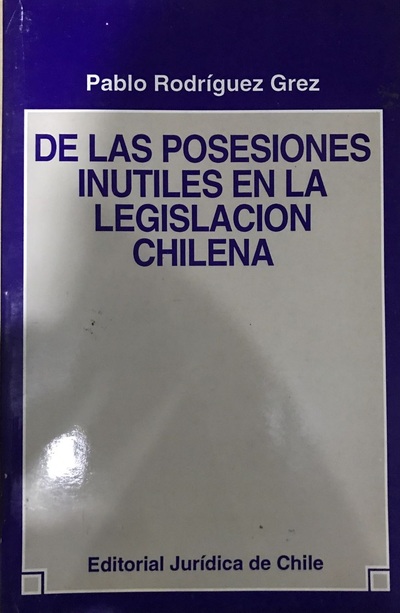 Pablo Rodríguez Grez
DE LAS POSESIONES
INUTILES EN LA
LEGISLACION
CHILENA
Editorial Jurídica de Chile